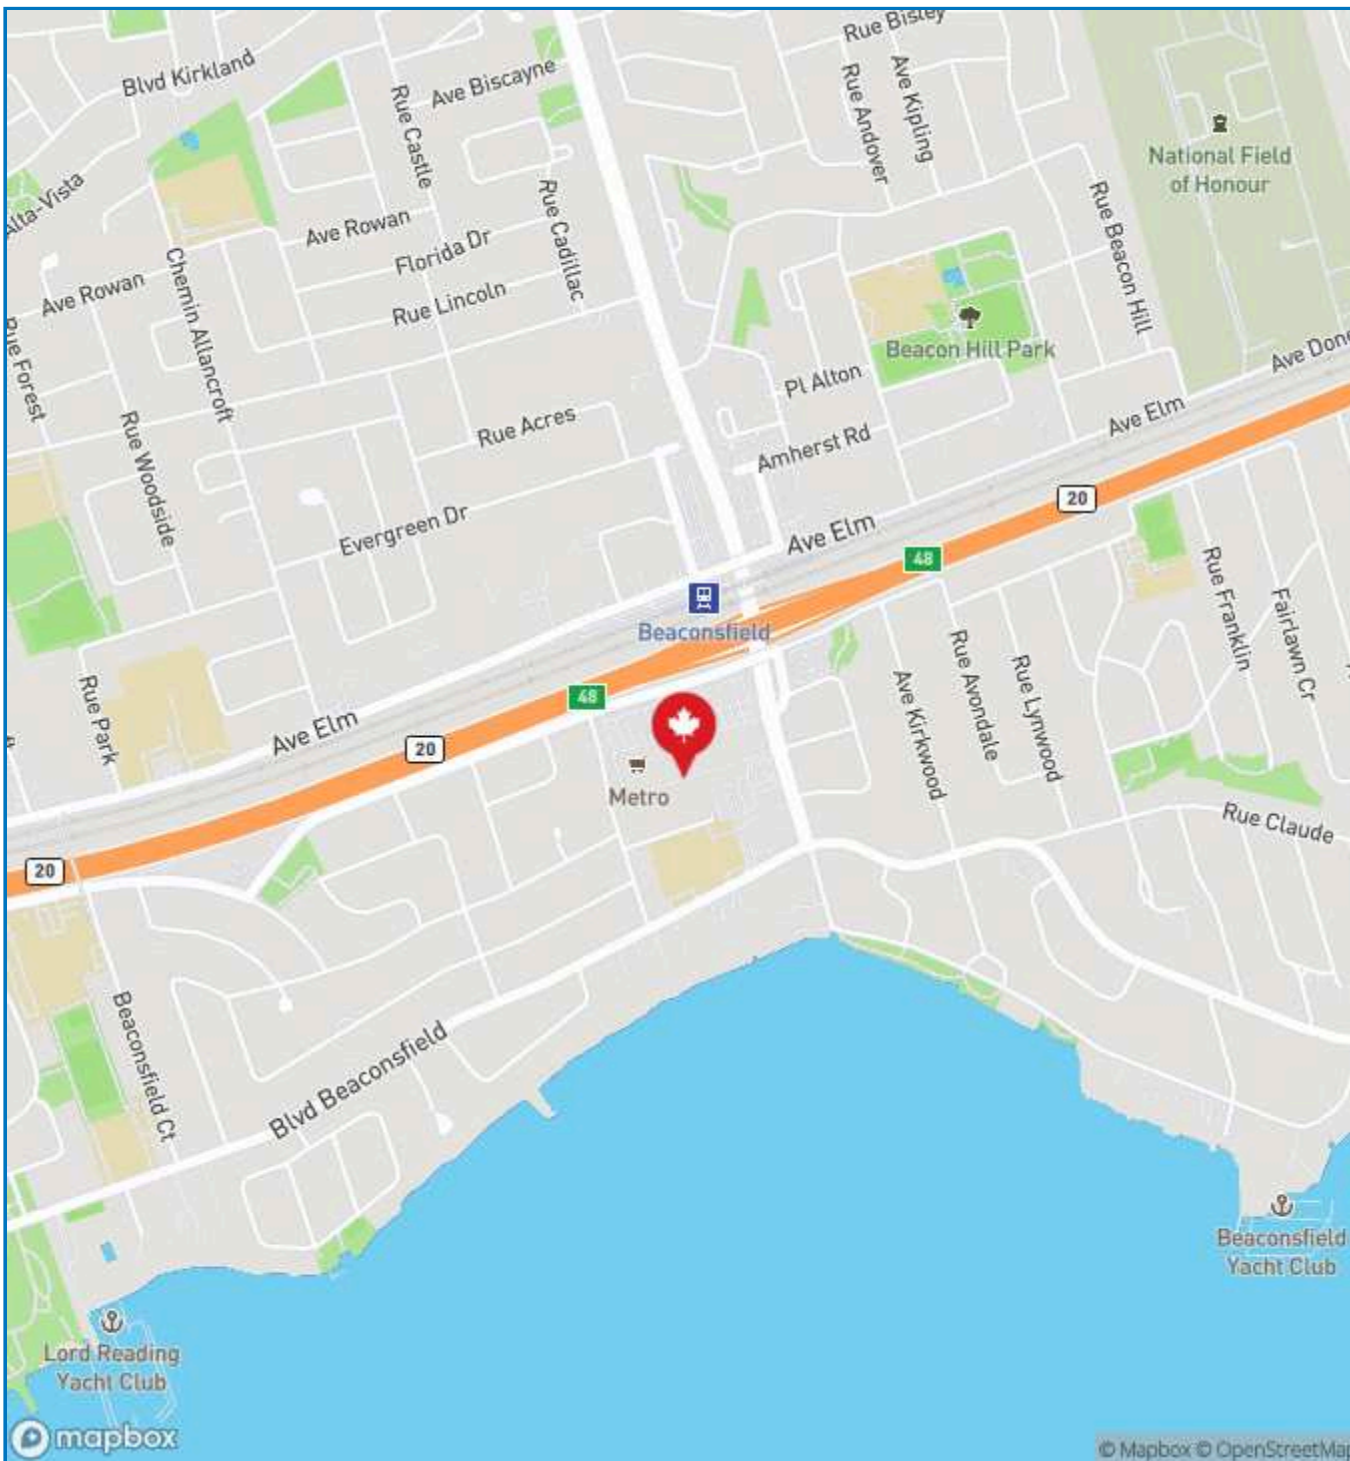 Rue Bisley
Blvd Kirkland
Ave Biscayne
Rue Castle
Rue Andover
Ave Kipling
National Field
of Honour
Alta-Vista
Ave Rowan
Florida Dr
Rue Cadillac
Rue Beacon Hill
Ave Rowan
Chemin Allancroft
Rue Lincoln
Rue Forest
Beacon Hill Park
Pl Alton
Ave Elm
Rue Woodside
Rue Acres
Amherst Rd
20
Evergreen Dr
Ave Elm
48
Rue Franklin
Fairlawn Cr
Beaconsfield
Rue Park
Ave Elm
48
20
Ave Kirkwood
Rue Avondale
Rue Lynwood
Metro
Rue Claude
20
Beaconsfield Ct
Blvd Beaconsfield
Beaconsfield
Yacht Club
Lord Reading
Yacht Club
mapbox
© Mapbox © OpenStreetMap